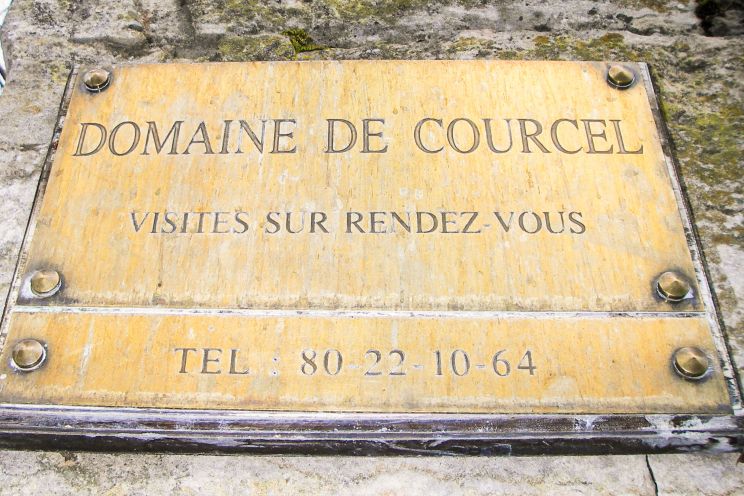 DOMAINE DE COURCEL
VISITES SUR RENDEZ-VOUS
TEL : 80-22-10-64